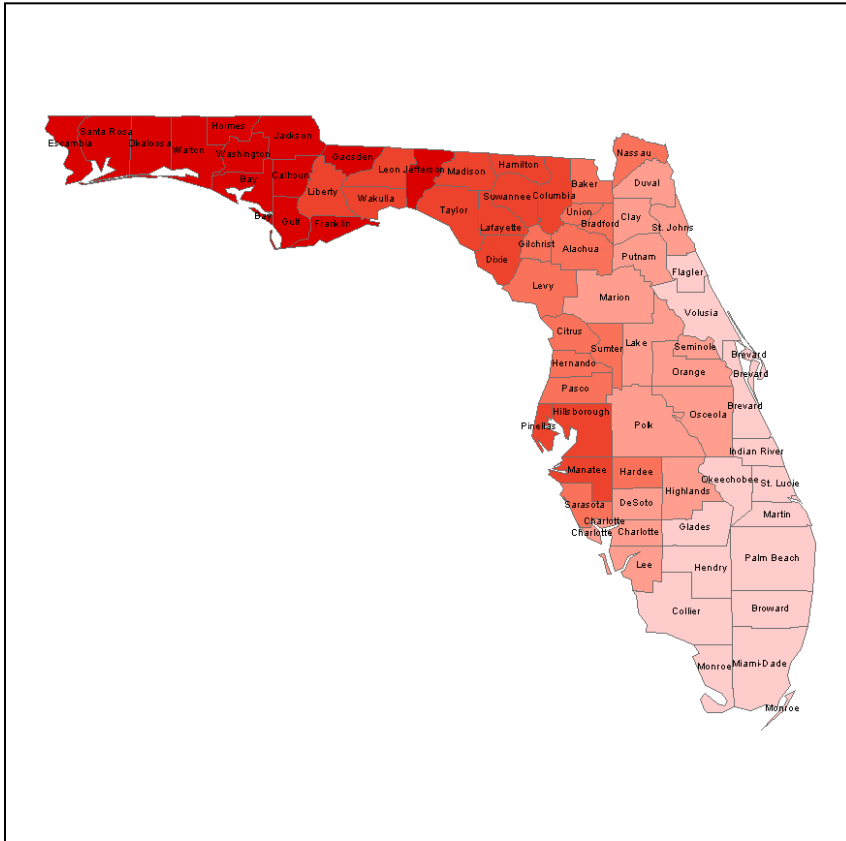 Holmes
Santa Rosa
Jackson
Escambia
Okaloosa
Walton
Washington
Gadsden
Nassau
Hamilton
Leon
Jefferson
Madison
Calhoun
Bay
Baker
Duval
Liberty
Suwannee
Columbia
Wakulla
Taylor
Union
Bay
Gulf
Franklin
Bradford
Clay
Lafayette
St. Johns
Gilchrist
Alachua
Putnam
Dixie
Flagler
Levy
Marion
Volusia
Citrus
Lake
Sumter
Seminole
Brevard
Hernando
Orange
Brevard
Pasco
Brevard
Hillsborough
Osceola
Pinellas
Polk
Indian River
Manatee
Hardee
Okeechobee
St. Lucie
Highlands
Sarasota
DeSoto
Martin
Charlotte
Glades
Charlotte
Charlotte
Palm Beach
Lee
Hendry
Collier
Broward
Monroe
Miami-Dade
Monroe